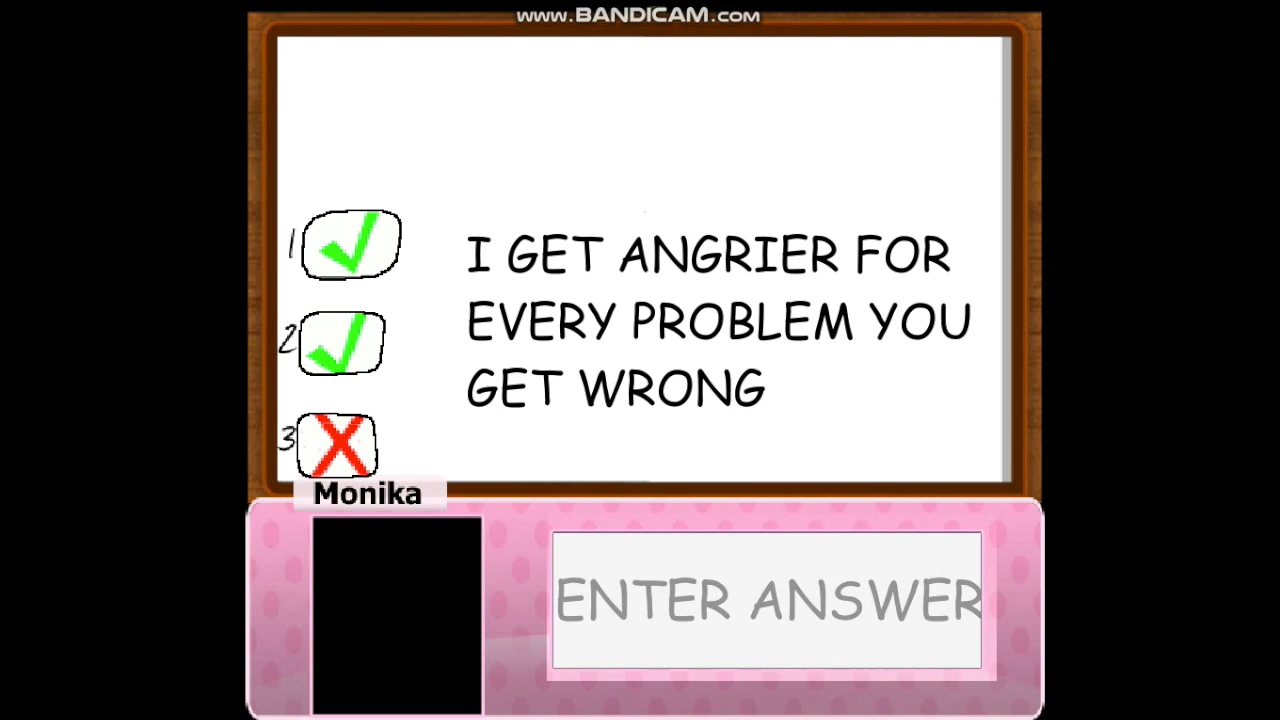 www.BANDICAM.com
1
I GET ANGRIER FOR
EVERY PROBLEM YOU
GET WRONG
2
3
Monika
ENTER ANSWER